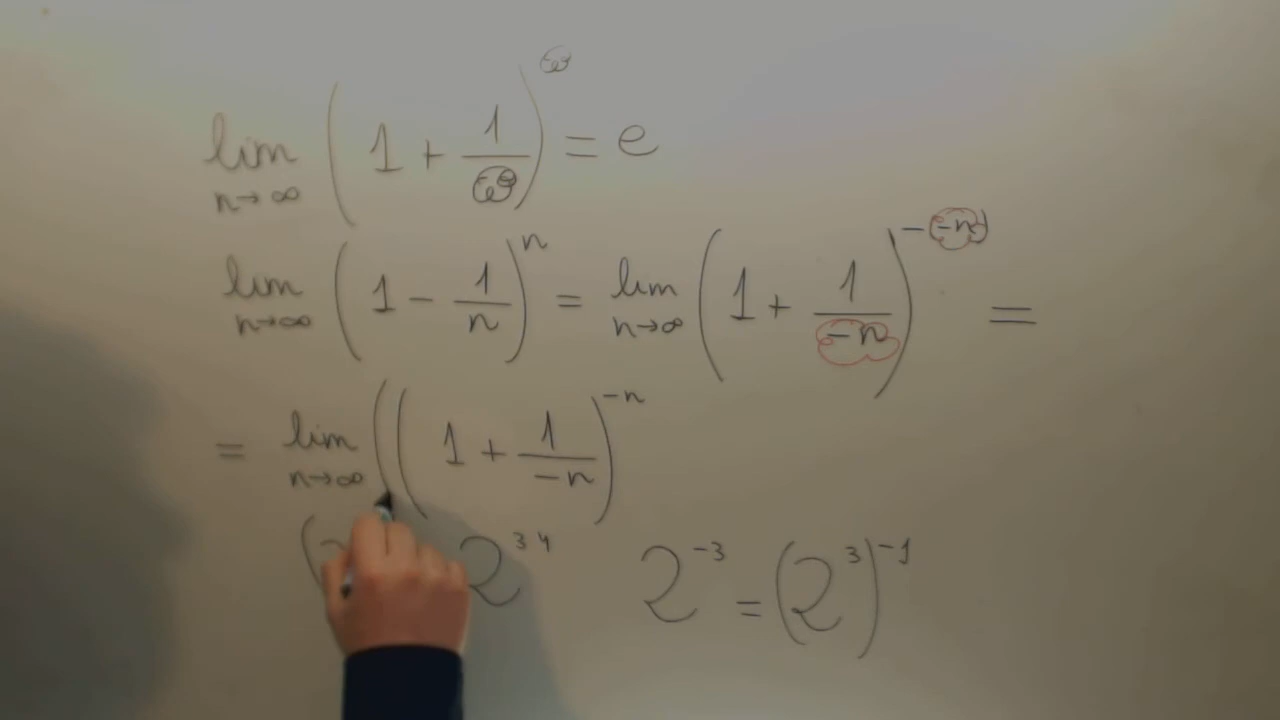 lim n→∞ (1 + 1/☁)^☁ = e
lim n→∞ (1 - 1/n)^n = lim n→∞ (1 + 1/-n)^-(-n) =
= lim n→∞ ((1 + 1/-n)^-n
( 2^3 4 2^-3 = (2^3)^-1